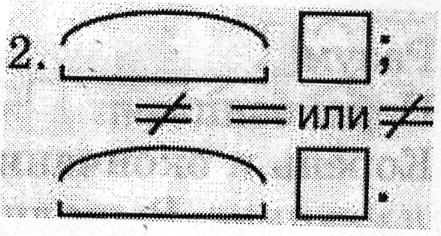 2. ;
≠ = или ≠
.